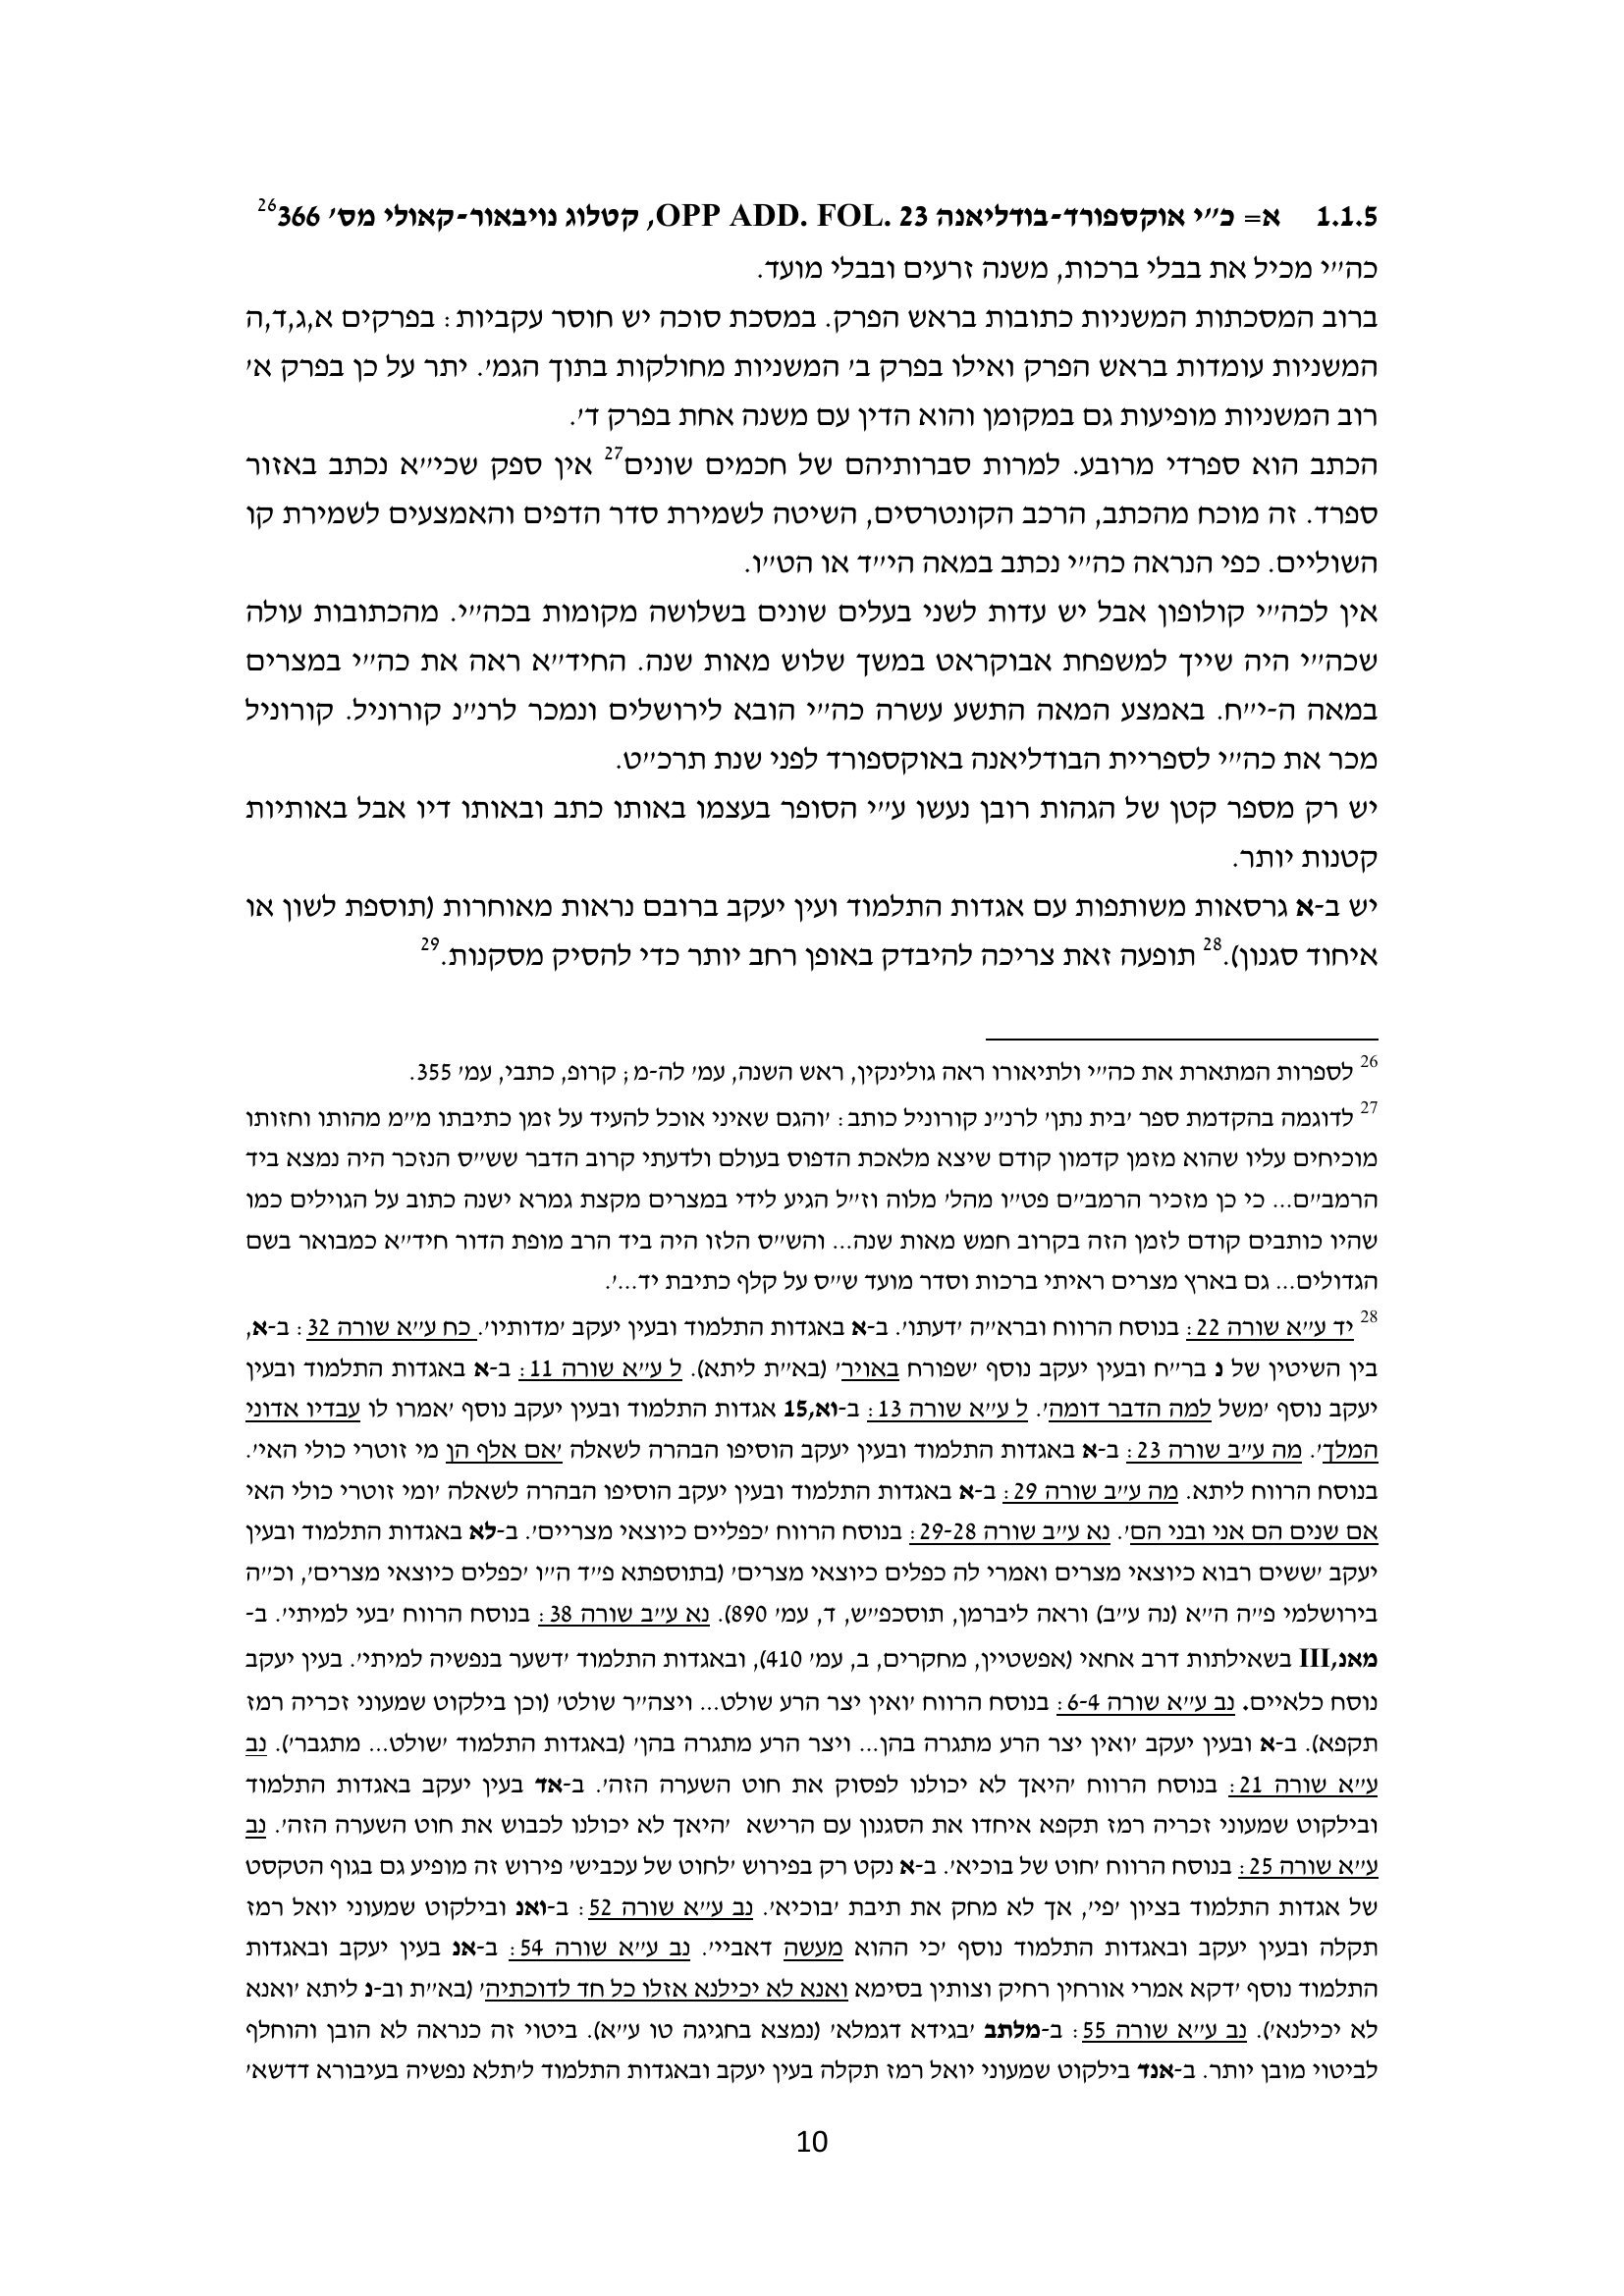 1.1.5 א= כ"י אוקספורד-בודליאנה OPP ADD. FOL. 23, קטלוג נויבאור-קאולי מס' 366 26
כה"י מכיל את בבלי ברכות, משנה זרעים ובבלי מועד.
ברוב המסכתות המשניות כתובות בראש הפרק. במסכת סוכה יש חוסר עקביות: בפרקים א,ג,ד,ה
המשניות עומדות בראש הפרק ואילו בפרק ב' המשניות מחולקות בתוך הגמ'. יתר על כן בפרק א'
רוב המשניות מופיעות גם במקומן והוא הדין עם משנה אחת בפרק ד'.
הכתב הוא ספרדי מרובע. למרות סברותיהם של חכמים שונים27 אין ספק שכי"א נכתב באזור
ספרד. זה מוכח מהכתב, הרכב הקונטרסים, השיטה לשמירת סדר הדפים והאמצעים לשמירת קו
השוליים. כפי הנראה כה"י נכתב במאה הי"ד או הט"ו.
אין לכה"י קולופון אבל יש עדות לשני בעלים שונים בשלושה מקומות בכה"י. מהכתובות עולה
שכה"י היה שייך למשפחת אבוקראט במשך שלוש מאות שנה. החיד"א ראה את כה"י במצרים
במאה ה-י"ח. באמצע המאה התשע עשרה כה"י הובא לירושלים ונמכר לרנ"נ קורוניל. קורוניל
מכר את כה"י לספריית הבודליאנה באוקספורד לפני שנת תרכ"ט.
יש רק מספר קטן של הגהות רובן נעשו ע"י הסופר בעצמו באותו כתב ובאותו דיו אבל באותיות
קטנות יותר.
יש ב-א גרסאות משותפות עם אגדות התלמוד ועין יעקב ברובם נראות מאוחרות (תוספת לשון או
איחוד סגנון).28 תופעה זאת צריכה להיבדק באופן רחב יותר כדי להסיק מסקנות.29
26 לספרות המתארת את כה"י ולתיאורו ראה גולינקין, ראש השנה, עמ' לה-מ; קרופ, כתבי, עמ' 355.
27 לדוגמה בהקדמת ספר 'בית נתן' לרנ"נ קורוניל כותב: 'והגם שאיני אוכל להעיד על זמן כתיבתו מ"מ מהותו וחזותו
מוכיחים עליו שהוא מזמן קדמון קודם שיצא מלאכת הדפוס בעולם ולדעתי קרוב הדבר שש"ס הנזכר היה נמצא ביד
הרמב"ם... כי כן מזכיר הרמב"ם פט"ו מהל' מלוה וז"ל הגיע לידי במצרים מקצת גמרא ישנה כתוב על הגוילים כמו
שהיו כותבים קודם לזמן הזה בקרוב חמש מאות שנה... והש"ס הלזו היה ביד הרב מופת הדור חיד"א כמבואר בשם
הגדולים... גם בארץ מצרים ראיתי ברכות וסדר מועד ש"ס על קלף כתיבת יד...'.
28 יד ע"א שורה 22: בנוסח הרווח ובראב"ה 'דעתו'. ב-א באגדות התלמוד ובעין יעקב 'מדותיו'. כח ע"א שורה 32: ב-א,
בין השיטין של נ בר"ח ובעין יעקב נוסף 'שפורח באויר' (בא"ת ליתא). ל ע"א שורה 11: ב-א באגדות התלמוד ובעין
יעקב נוסף 'משל למה הדבר דומה'. ל ע"א שורה 13: ב-וא,15 אגדות התלמוד ובעין יעקב נוסף 'אמרו לו עבדיו אדוני
המלך'. מה ע"ב שורה 23: ב-א באגדות התלמוד ובעין יעקב הוסיפו הבהרה לשאלה 'אם אלף הן מי זוטרי כולי האי'.
בנוסח הרווח ליתא. מה ע"ב שורה 29: ב-א באגדות התלמוד ובעין יעקב הוסיפו הבהרה לשאלה 'ומי זוטרי כולי האי
אם שנים הם אני ובני הם'. נא ע"ב שורה 29-28: בנוסח הרווח 'כפליים כיוצאי מצריים'. ב-לא באגדות התלמוד ובעין
יעקב 'ששים רבוא כיוצאי מצרים ואמרי לה כפלים כיוצאי מצרים' (בתוספתא פ"ד ה"ו 'כפלים כיוצאי מצרים', וכ"ה
בירושלמי פ"ה ה"א (נה ע"ב) וראה ליברמן, תוסכפ"ש, ד, עמ' 890). נא ע"ב שורה 38: בנוסח הרווח 'בעי למיתי'. ב-
מאנ,III בשאילתות דרב אחאי (אפשטיין, מחקרים, ב, עמ' 410), ובאגדות התלמוד 'דשער בנפשיה למיתי'. בעין יעקב
נוסח כלאיים. נב ע"א שורה 6-4: בנוסח הרווח 'ואין יצר הרע שולט... ויצה"ר שולט' (וכן בילקוט שמעוני זכריה רמז
תקפא). ב-א ובעין יעקב 'ואין יצר הרע מתגרה בהן... ויצר הרע מתגרה בהן' (באגדות התלמוד 'שולט... מתגבר'). נב
ע"א שורה 21: בנוסח הרווח 'היאך לא יכולנו לפסוק את חוט השערה הזה'. ב-אד בעין יעקב באגדות התלמוד
ובילקוט שמעוני זכריה רמז תקפא איחדו את הסגנון עם הרישא 'היאך לא יכולנו לכבוש את חוט השערה הזה'. נב
ע"א שורה 25: בנוסח הרווח 'חוט של בוכיא'. ב-א נקט רק בפירוש 'לחוט של עכביש' פירוש זה מופיע גם בגוף הטקסט
של אגדות התלמוד בציון 'פי', אך לא מחק את תיבת 'בוכיא'. נב ע"א שורה 52: ב-ואנ ובילקוט שמעוני יואל רמז
תקלה ובעין יעקב ובאגדות התלמוד נוסף 'כי ההוא מעשה דאביי'. נב ע"א שורה 54: ב-אנ בעין יעקב ובאגדות
התלמוד נוסף 'דקא אמרי אורחין רחיק וצותין בסימא ואנא לא יכילנא אזלו כל חד לדוכתיה' (בא"ת וב-נ ליתא 'ואנא
לא יכילנא'). נב ע"א שורה 55: ב-מלתב 'בגידא דגמלא' (נמצא בחגיגה טו ע"א). ביטוי זה כנראה לא הובן והוחלף
לביטוי מובן יותר. ב-אנד בילקוט שמעוני יואל רמז תקלה בעין יעקב ובאגדות התלמוד ל'תלא נפשיה בעיבורא דדשא'
10